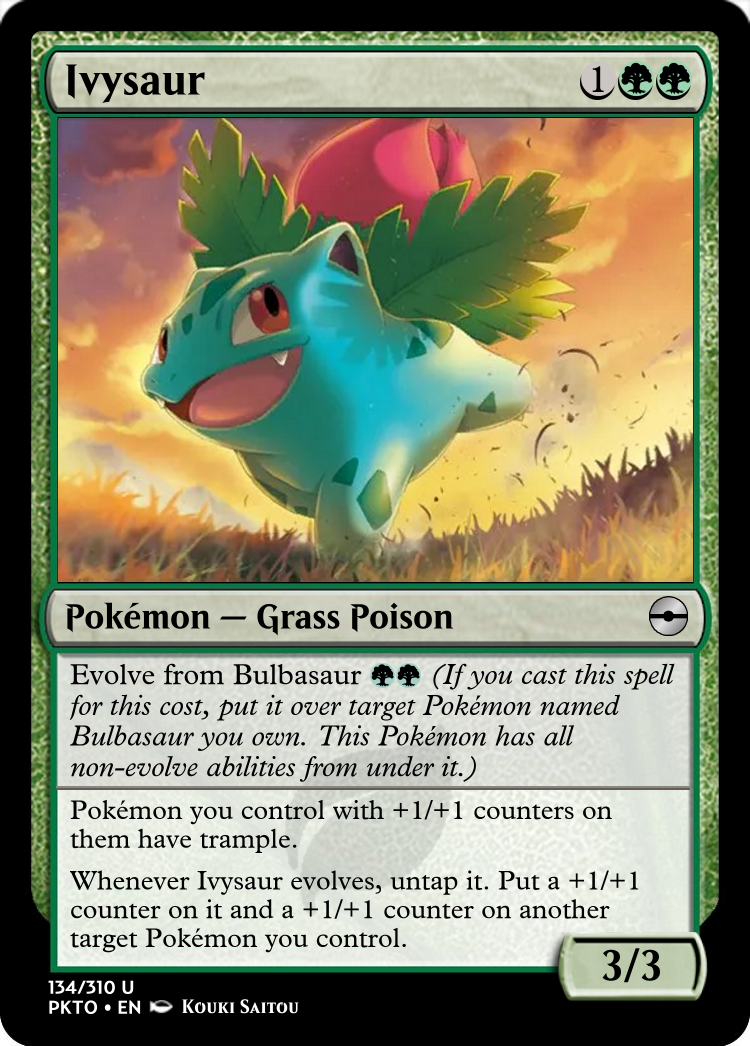 Ivysaur 1
Pokémon — Grass Poison
Evolve from Bulbasaur (If you cast this spell
for this cost, put it over target Pokémon named
Bulbasaur you own. This Pokémon has all
non-evolve abilities from under it.)
Pokémon you control with +1/+1 counters on
them have trample.
Whenever Ivysaur evolves, untap it. Put a +1/+1
counter on it and a +1/+1 counter on another
target Pokémon you control.
3/3
134/310 U
PKTO • EN Kouki Saitou